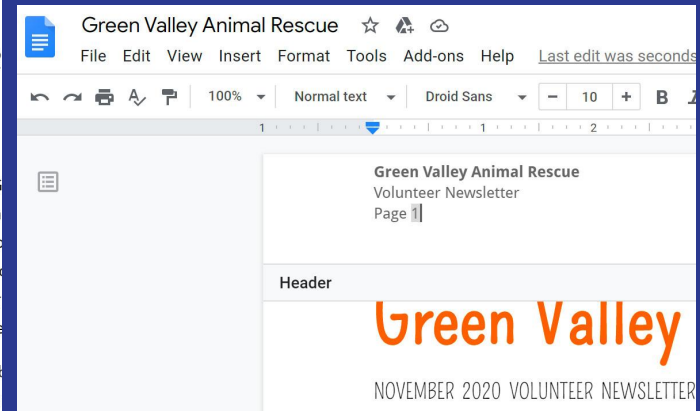 Green Valley Animal Rescue
File Edit View Insert Format Tools Add-ons Help Last edit was seconds
100% Normal text Droid Sans − 10 + B I
1 1 2
Green Valley Animal Rescue
Volunteer Newsletter
Page 1
Header
Green Valley
NOVEMBER 2020 VOLUNTEER NEWSLETTER